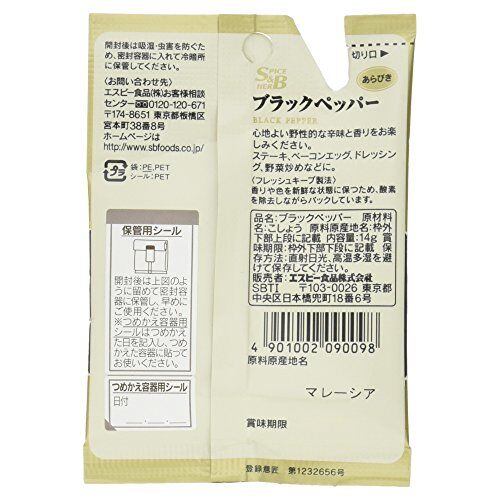 開封後は吸湿・虫害を防ぐた
め、密封容器に入れて冷暗所
に保管してください。
〈お問い合わせ先〉
エスビー食品(株)お客様相談
センター 0120-120-671
〒174-8651 東京都板橋区
宮本町38番8号
ホームページは
http://www.sbfoods.co.jp/
プラ
袋:PE,PET
シール:PET
保管用シール
開封後は上図のよ
うに留めて密封容
器に保管し、早めに
ご使用ください。
※つめかえ容器用
シールはつめかえ
た日を記入し、つめ
かえた容器に貼って
お使いください。
つめかえ容器用シール
日付
切り口
あらびき
SPICE
S&B
HERB
ブラックペッパー
BLACK PEPPER
心地よい野性的な辛味と香りをお楽
しみください。
ステーキ、ベーコンエッグ、ドレッシン
グ、野菜炒めなどに。
〈フレッシュキープ製法〉
香りや色を新鮮な状態に保つため、酸素
を除去しながらパックしています。
品名:ブラックペッパー 原材料
名:こしょう 原料原産地名:枠外
下部上段に記載 内容量:14g 賞
味期限:枠外下部下段に記載 保存
方法:直射日光、高温多湿を避
けて保存してください。
販売者:エスビー食品株式会社
SBTI 〒103-0026 東京都
中央区日本橋兜町18番6号
4 901002 090098
原料原産地名
マレーシア
賞味期限
登録意匠 第1232656号